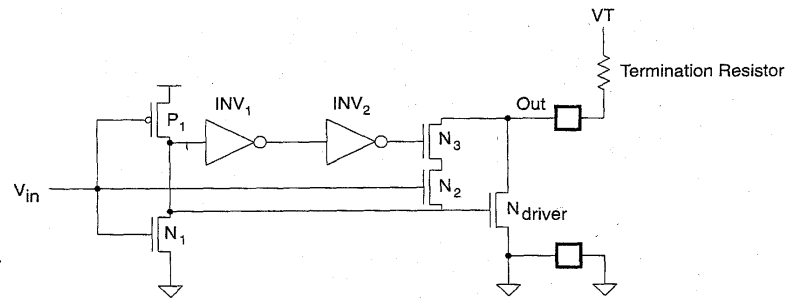 VT
Termination Resistor
INV1
INV2
Out
P1
N3
Vin
N2
N1
Ndriver